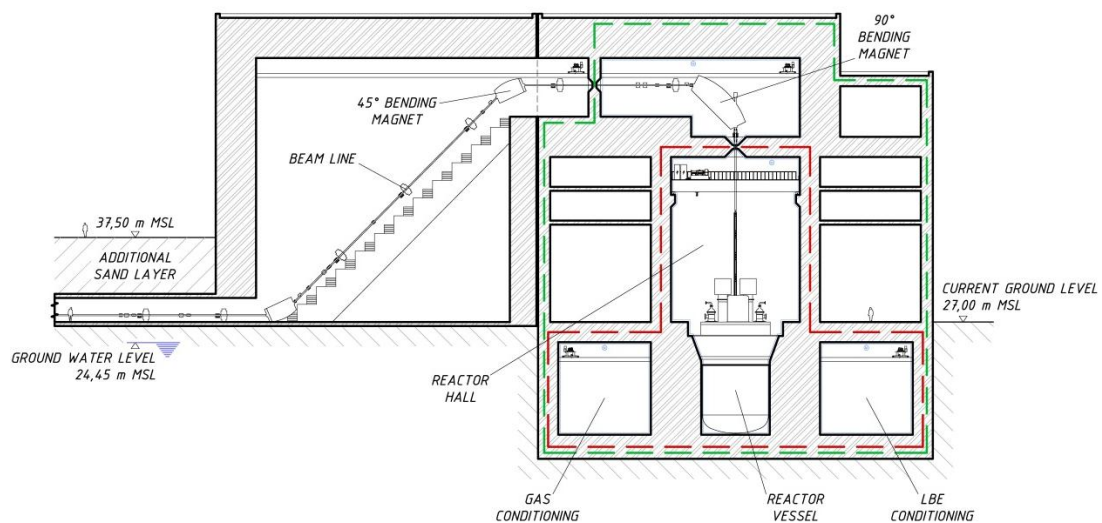 90°
BENDING
MAGNET
45° BENDING
MAGNET
BEAM LINE
37,50 m MSL
ADDITIONAL
SAND LAYER
CURRENT GROUND LEVEL
27,00 m MSL
GROUND WATER LEVEL
24,45 m MSL
REACTOR
HALL
GAS
CONDITIONING
REACTOR
VESSEL
LBE
CONDITIONING